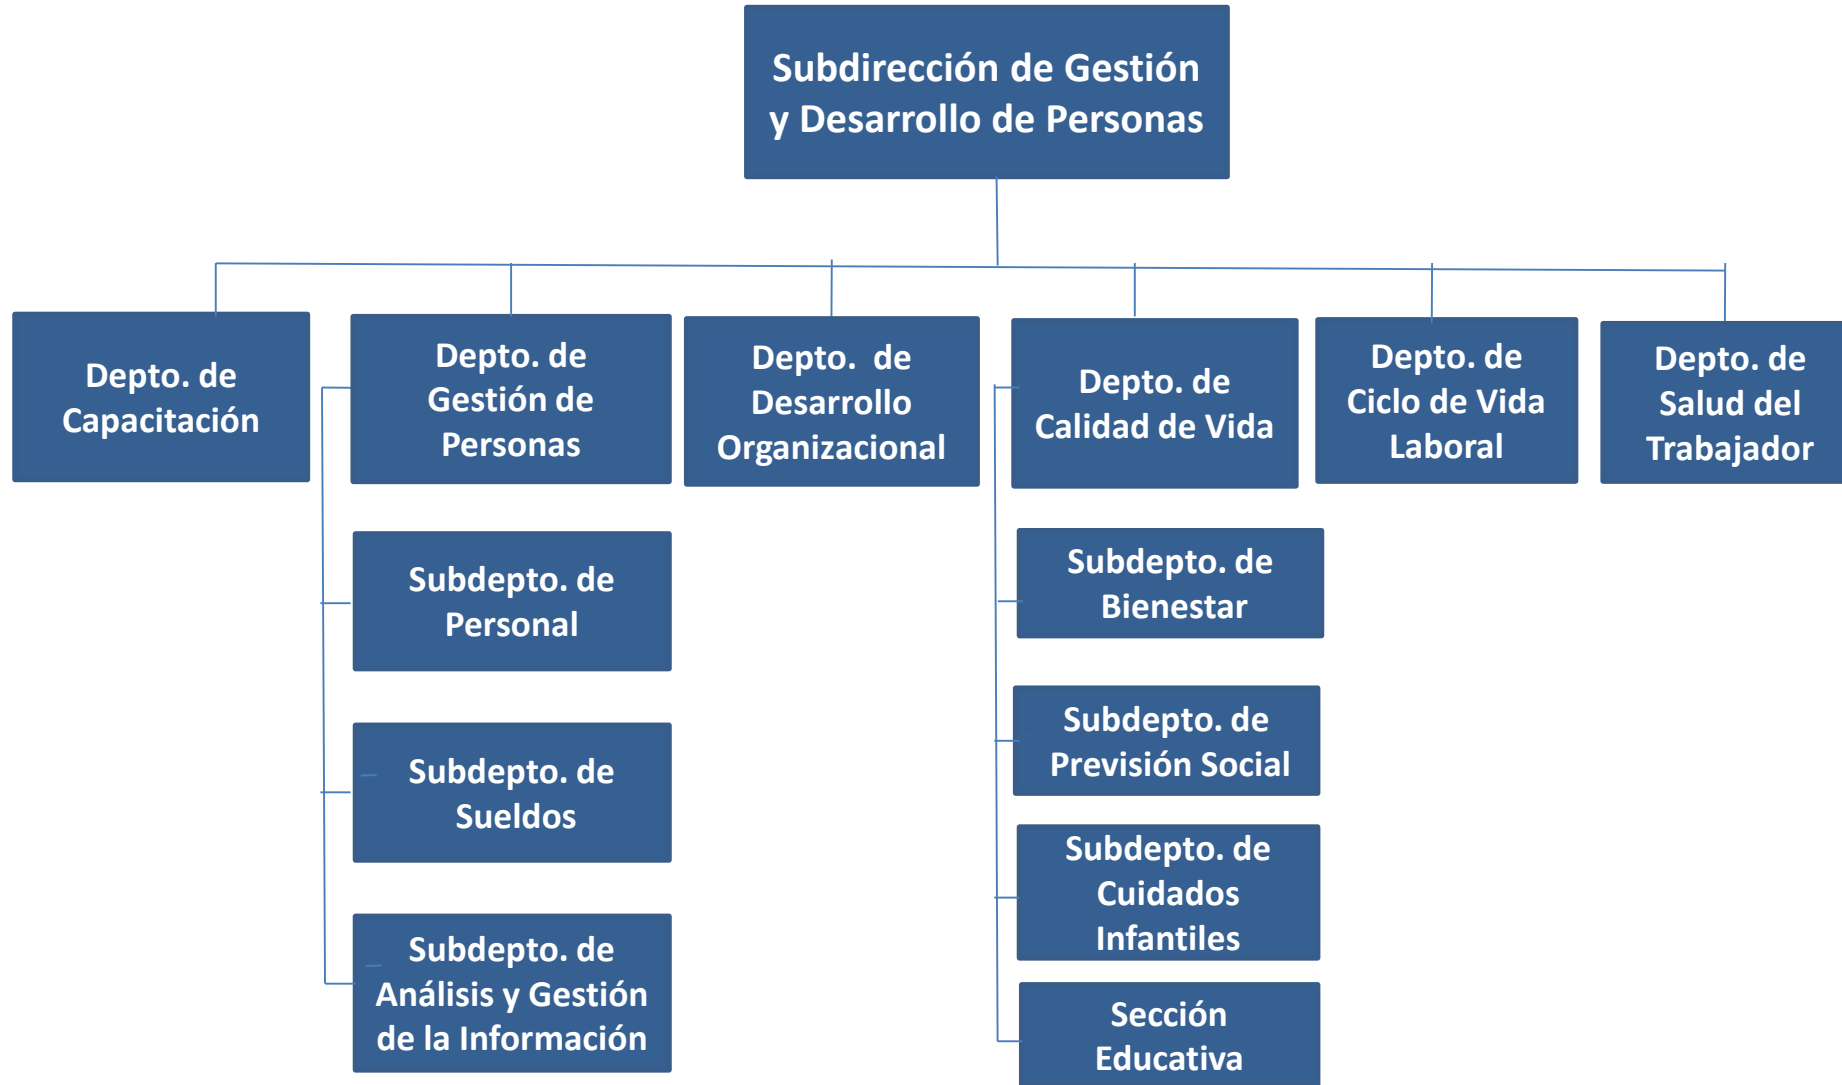 Subdirección de Gestión
y Desarrollo de Personas
Depto. de
Capacitación
Depto. de
Gestión de
Personas
Depto. de
Desarrollo
Organizacional
Depto. de
Calidad de Vida
Depto. de
Ciclo de Vida
Laboral
Depto. de
Salud del
Trabajador
Subdepto. de
Personal
Subdepto. de
Sueldos
Subdepto. de
Análisis y Gestión
de la Información
Subdepto. de
Bienestar
Subdepto. de
Previsión Social
Subdepto. de
Cuidados
Infantiles
Sección
Educativa